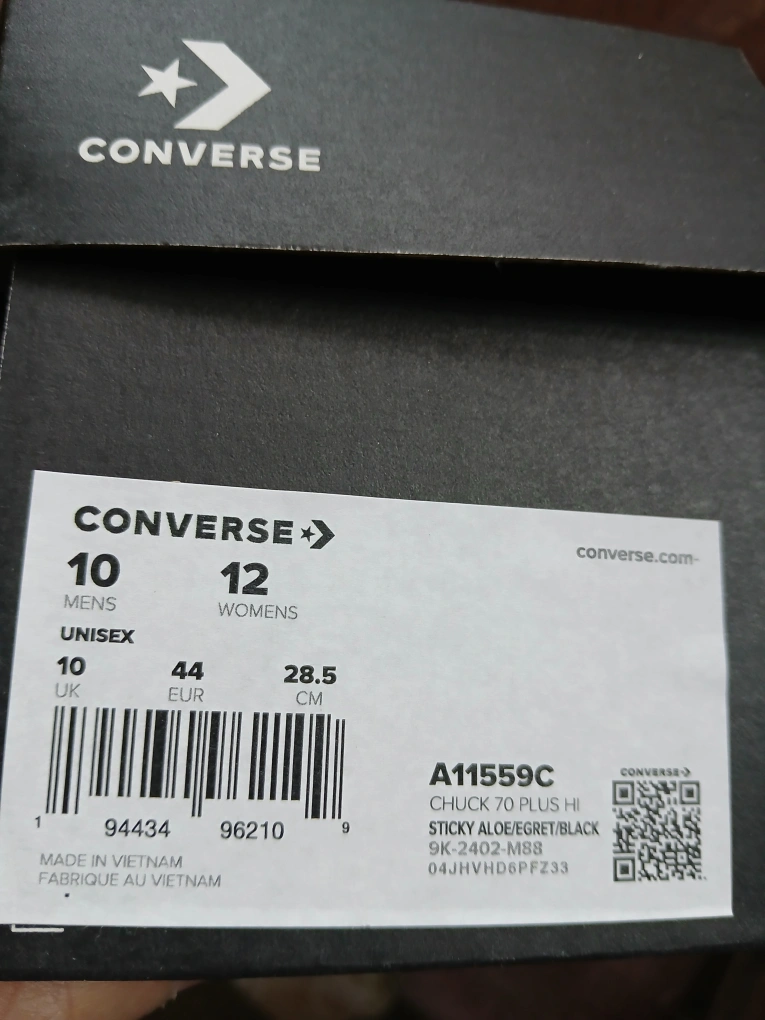 CONVERSE
CONVERSE
converse.com
10 12
MENS WOMENS
UNISEX
10 44 28.5
UK EUR CM
1 94434 96210 9
MADE IN VIETNAM
FABRIQUE AU VIETNAM
A11559C
CHUCK 70 PLUS HI
STICKY ALOE/EGRET/BLACK
9K-2402-M88
04JHVHD6PFZ33
CONVERSE